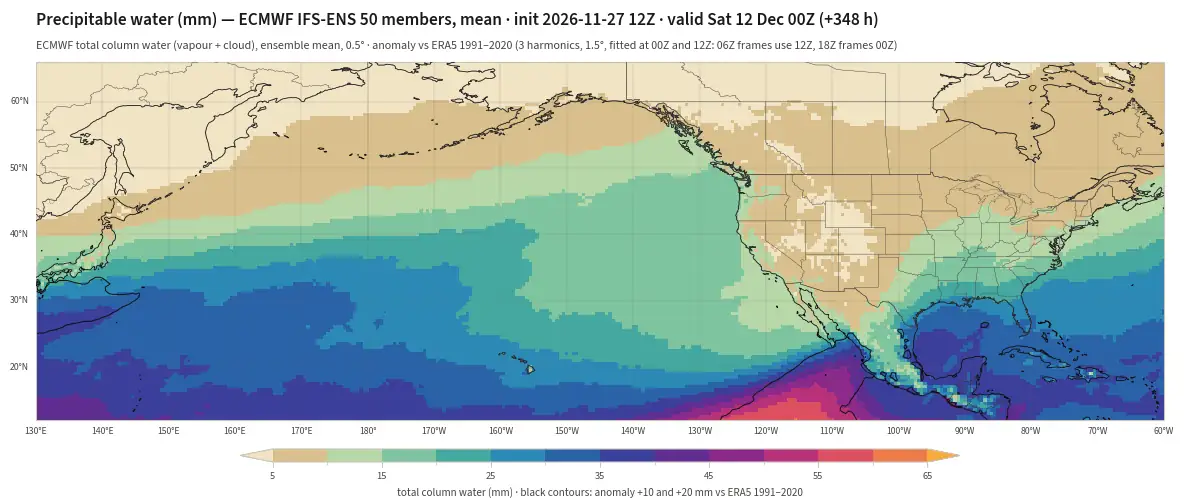 Precipitable water (mm) — ECMWF IFS-ENS 50 members, mean · init 2026-11-27 12Z · valid Sat 12 Dec 00Z (+348 h)
ECMWF total column water (vapour + cloud), ensemble mean, 0.5° · anomaly vs ERA5 1991–2020 (3 harmonics, 1.5°, fitted at 00Z and 12Z: 06Z frames use 12Z, 18Z frames 00Z)
60°N
50°N
40°N
30°N
20°N
130°E 140°E 150°E 160°E 170°E 180° 170°W 160°W 150°W 140°W 130°W 120°W 110°W 100°W 90°W 80°W 70°W 60°W
5 15 25 35 45 55 65
total column water (mm) · black contours: anomaly +10 and +20 mm vs ERA5 1991–2020